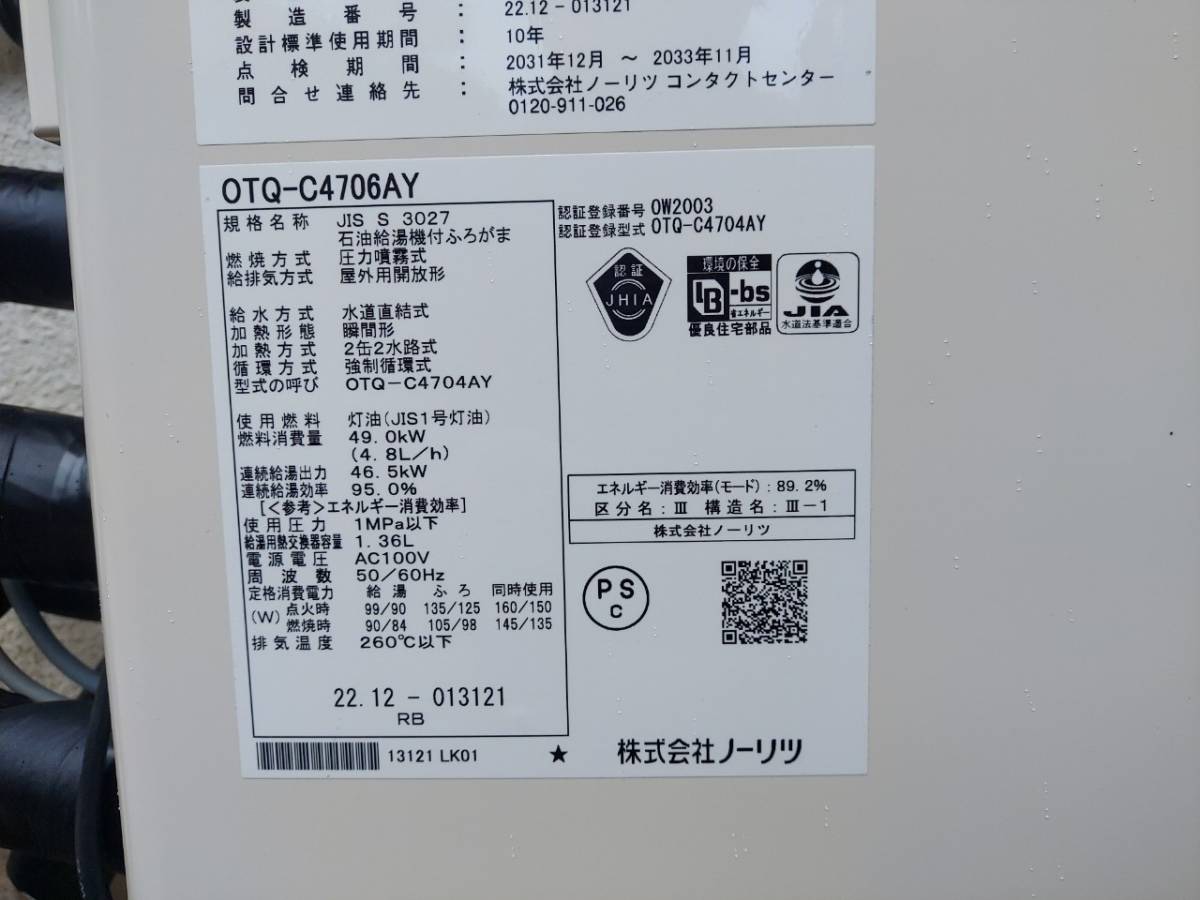 製造番号 : 22.12-013121
設計標準使用期間 : 10年
点検期間 : 2031年12月 ～ 2033年11月
問合せ連絡先 : 株式会社ノーリツ コンタクトセンター
0120-911-026
OTQ-C4706AY
規格名称 JIS S 3027
石油給湯機付ふろがま
燃焼方式 圧力噴霧式
給排気方式 屋外用開放形
給水方式 水道直結式
加熱形態 瞬間形
加熱方式 2缶2水路式
循環方式 強制循環式
型式の呼び OTQ-C4704AY
使用燃料 灯油(JIS1号灯油)
燃料消費量 49.0kW
(4.8L/h)
連続給湯出力 46.5kW
連続給湯効率 95.0%
[<参考>エネルギー消費効率]
使用圧力 1MPa以下
給湯用熱交換器容量 1.36L
電源電圧 AC100V
周波数 50/60Hz
定格消費電力 給湯 ふろ 同時使用
(W) 点火時 99/90 135/125 160/150
燃焼時 90/84 105/98 145/135
排気温度 260℃以下
22.12-013121
RB
13121 LK01
★
認証登録番号 OW2003
認証登録型式 OTQ-C4704AY
認証
JHIA
環境の保全
BL-bs
省エネルギー
優良住宅部品
JIA
水道法基準適合
エネルギー消費効率(モード):89.2%
区分名:Ⅲ 構造名:Ⅲ-1
株式会社ノーリツ
PS
C
株式会社ノーリツ